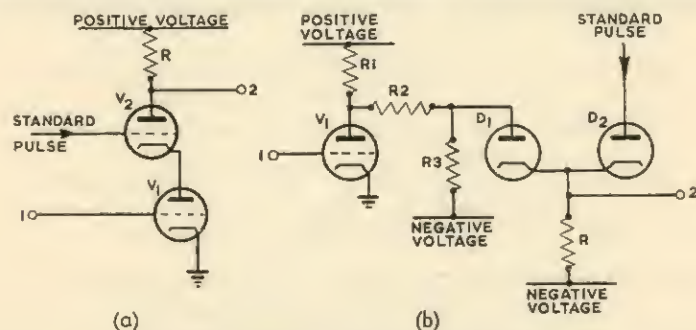 POSITIVE VOLTAGE
R
V2
2
STANDARD
PULSE
V1
1
(a)
POSITIVE
VOLTAGE
R1
R2
V1
1
R3
NEGATIVE
VOLTAGE
D1
STANDARD
PULSE
D2
2
R
NEGATIVE
VOLTAGE
(b)